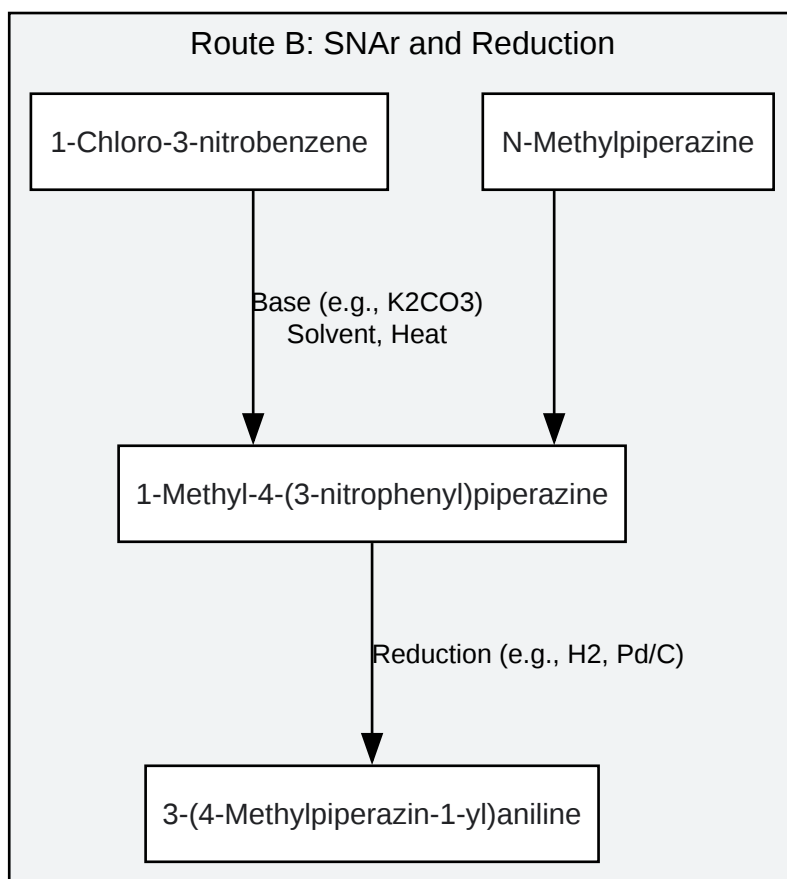 Route B: SNAr and Reduction
1-Chloro-3-nitrobenzene
N-Methylpiperazine
Base (e.g., K2CO3)
Solvent, Heat
1-Methyl-4-(3-nitrophenyl)piperazine
Reduction (e.g., H2, Pd/C)
3-(4-Methylpiperazin-1-yl)aniline